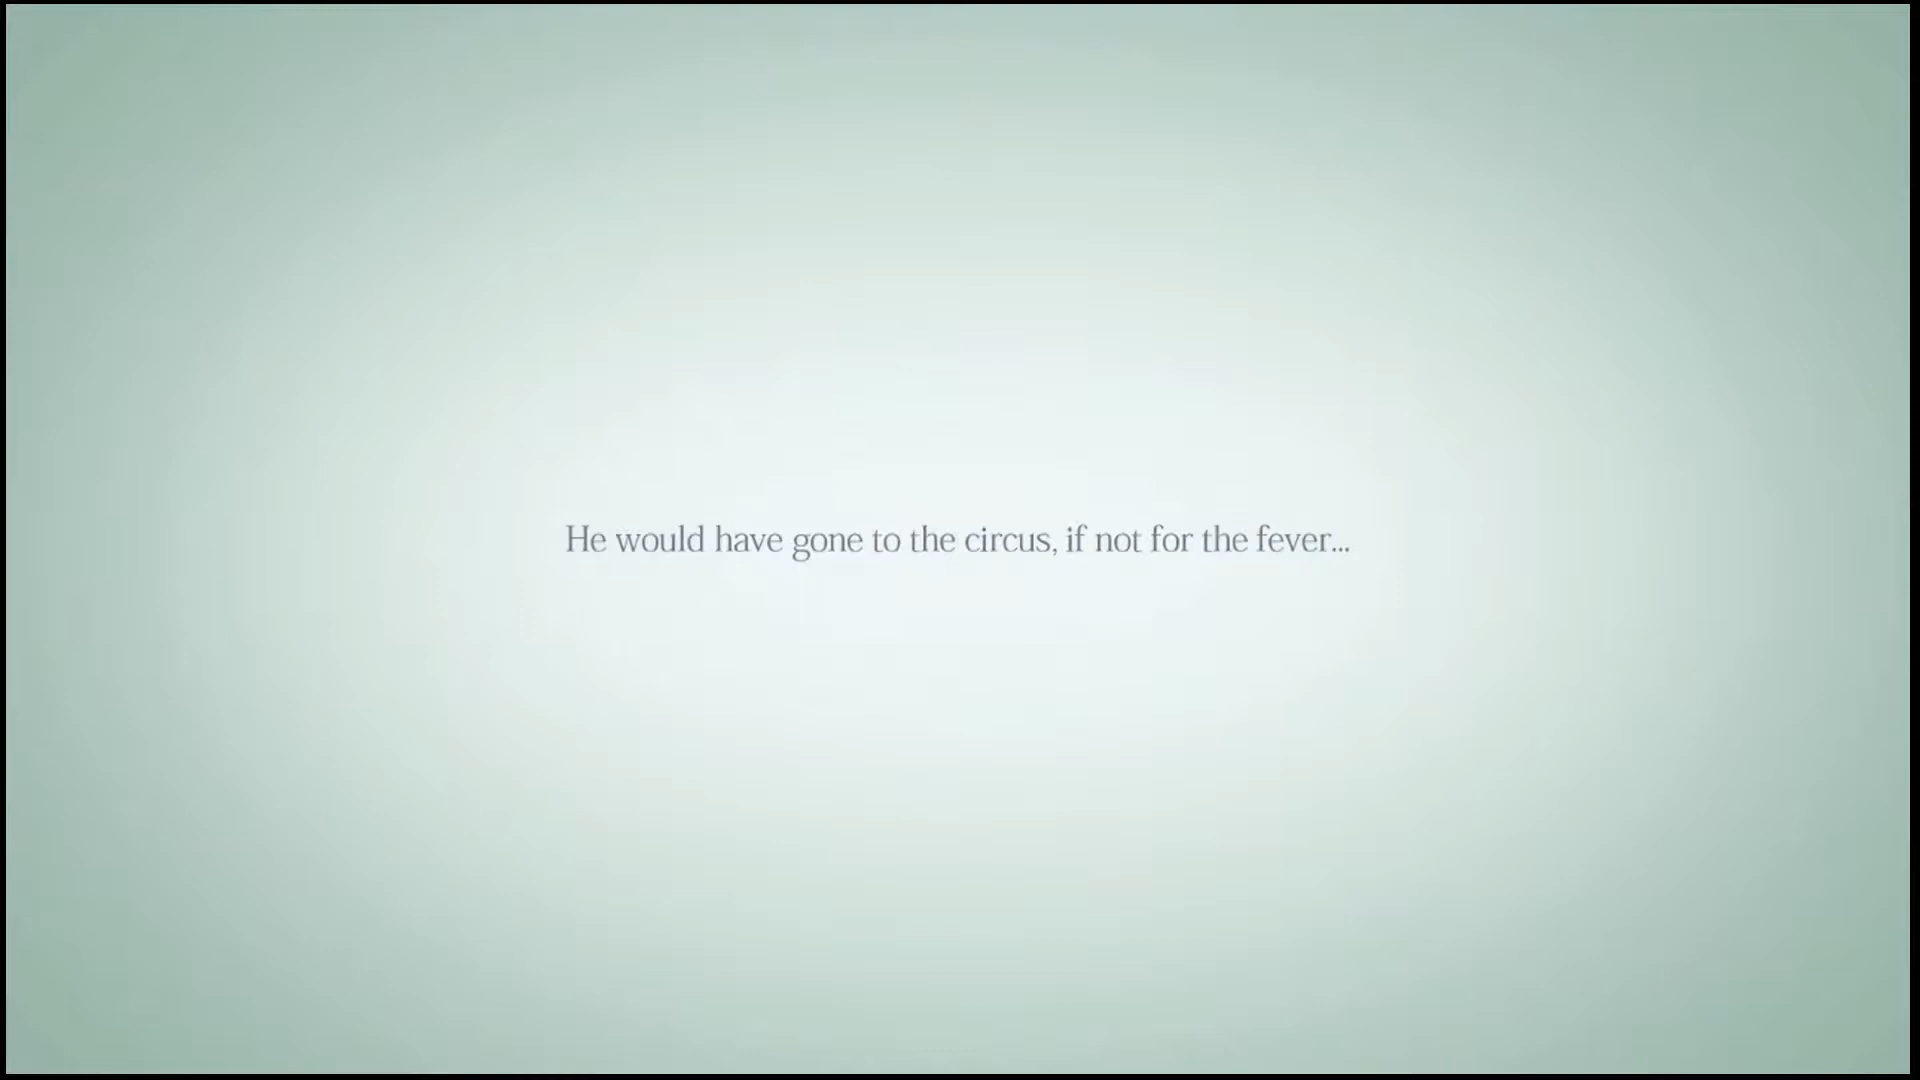 He would have gone to the circus, if not for the fever...